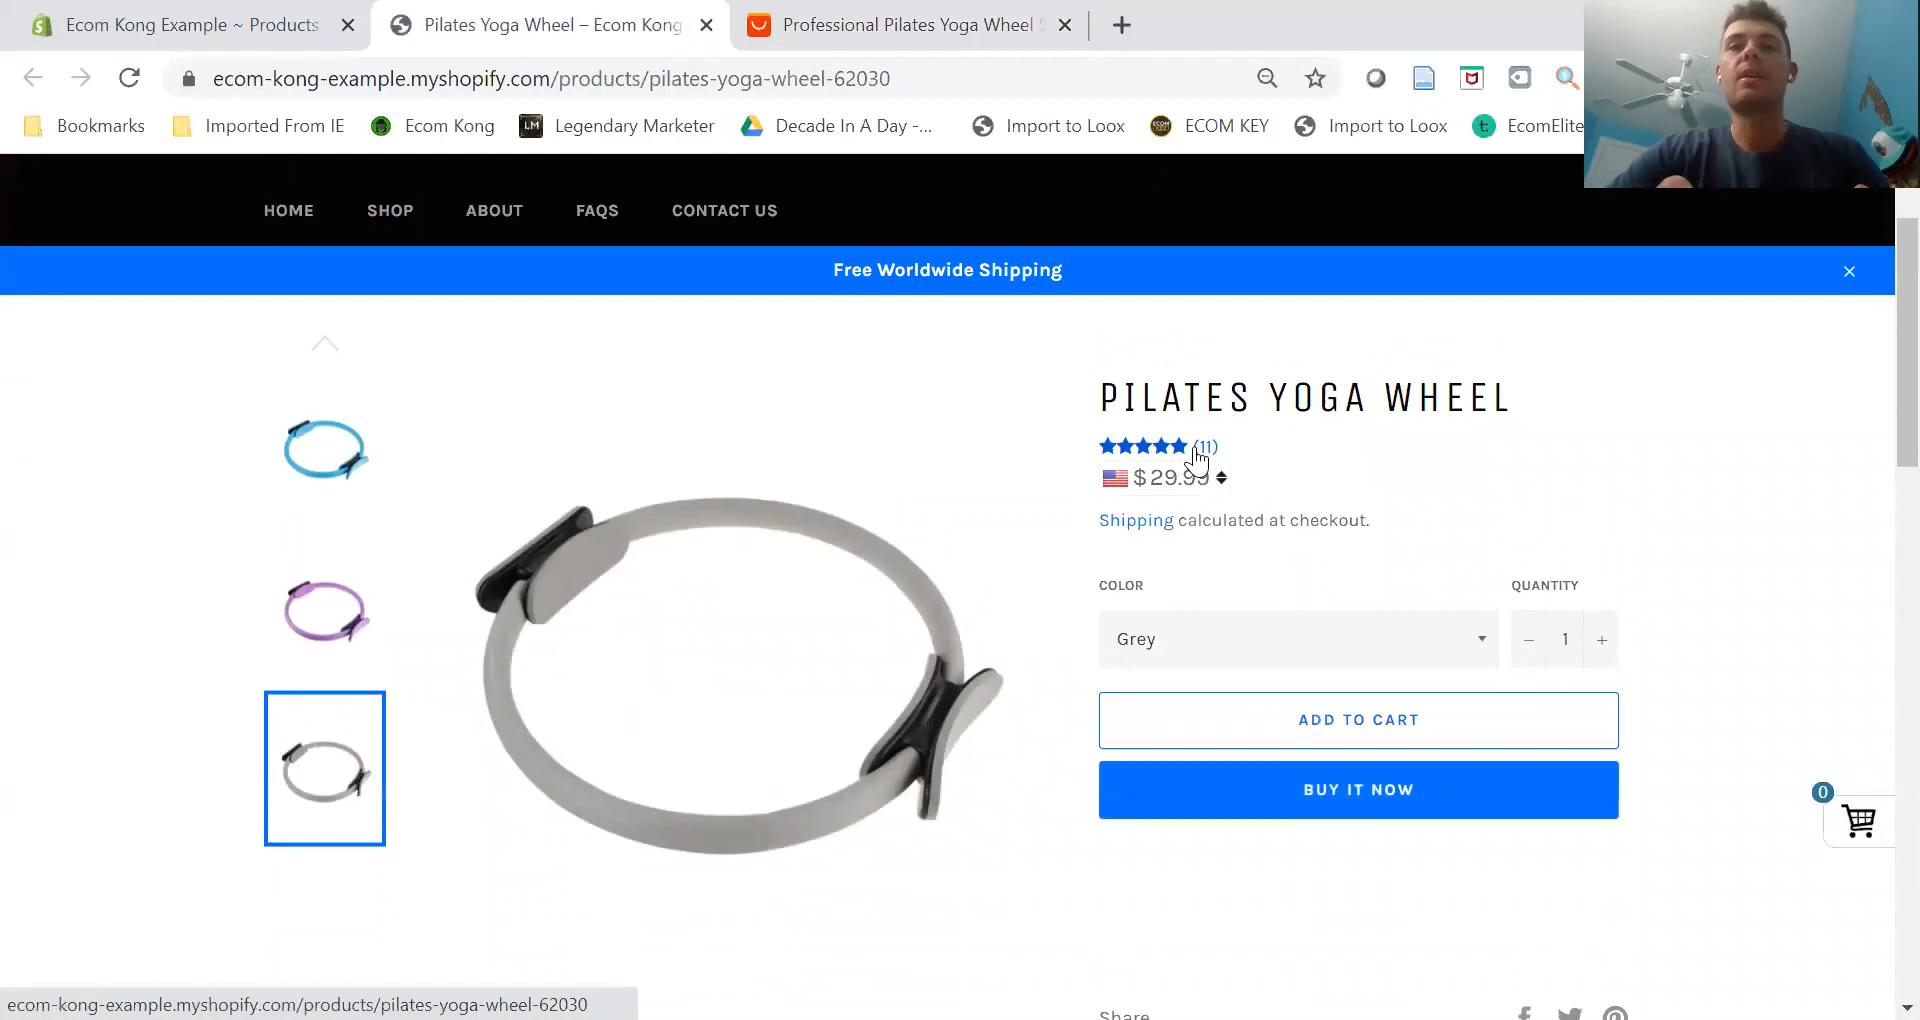 Ecom Kong Example ~ Products
Pilates Yoga Wheel – Ecom Kong
Professional Pilates Yoga Wheel
ecom-kong-example.myshopify.com/products/pilates-yoga-wheel-62030
Bookmarks
Imported From IE
Ecom Kong
LM
Legendary Marketer
Decade In A Day -...
Import to Loox
ECOM KEY
Import to Loox
t:
EcomElite
HOME
SHOP
ABOUT
FAQS
CONTACT US
Free Worldwide Shipping
PILATES YOGA WHEEL
(11)
$ 29.99
Shipping calculated at checkout.
COLOR
QUANTITY
Grey
− 1 +
ADD TO CART
BUY IT NOW
0
Share
ecom-kong-example.myshopify.com/products/pilates-yoga-wheel-62030